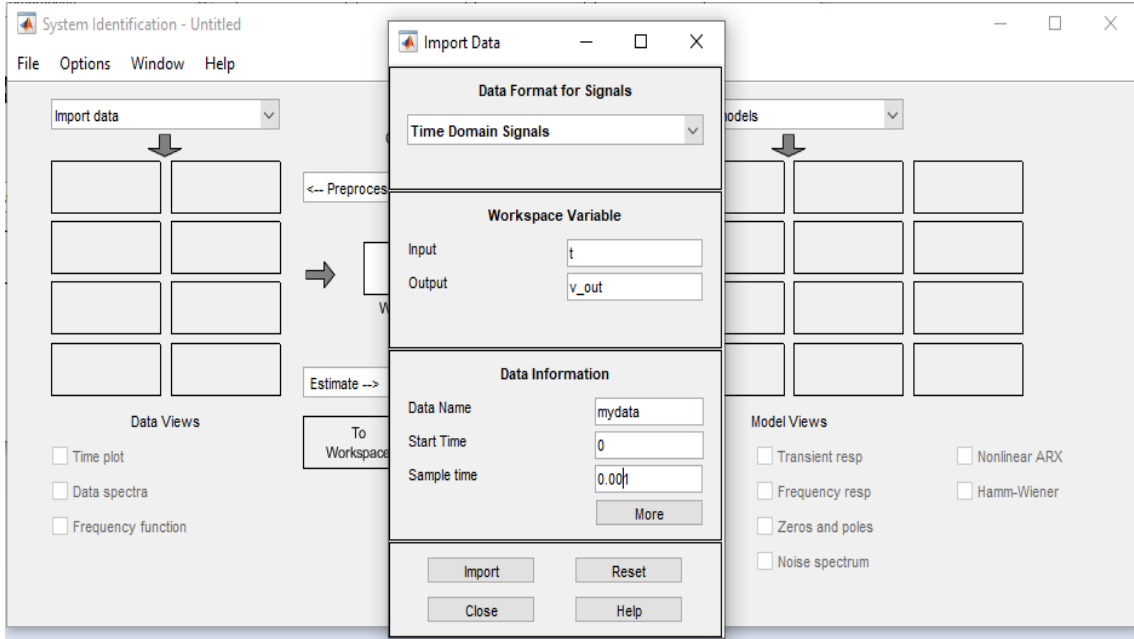 System Identification - Untitled
File Options Window Help
Import data
<-- Preproces
W
Estimate -->
To
Workspace
Data Views
Time plot
Data spectra
Frequency function
Import Data
Data Format for Signals
Time Domain Signals
Workspace Variable
Input t
Output v_out
Data Information
Data Name mydata
Start Time 0
Sample time 0.001
More
Import Reset
Close Help
odels
Model Views
Transient resp Nonlinear ARX
Frequency resp Hamm-Wiener
Zeros and poles
Noise spectrum